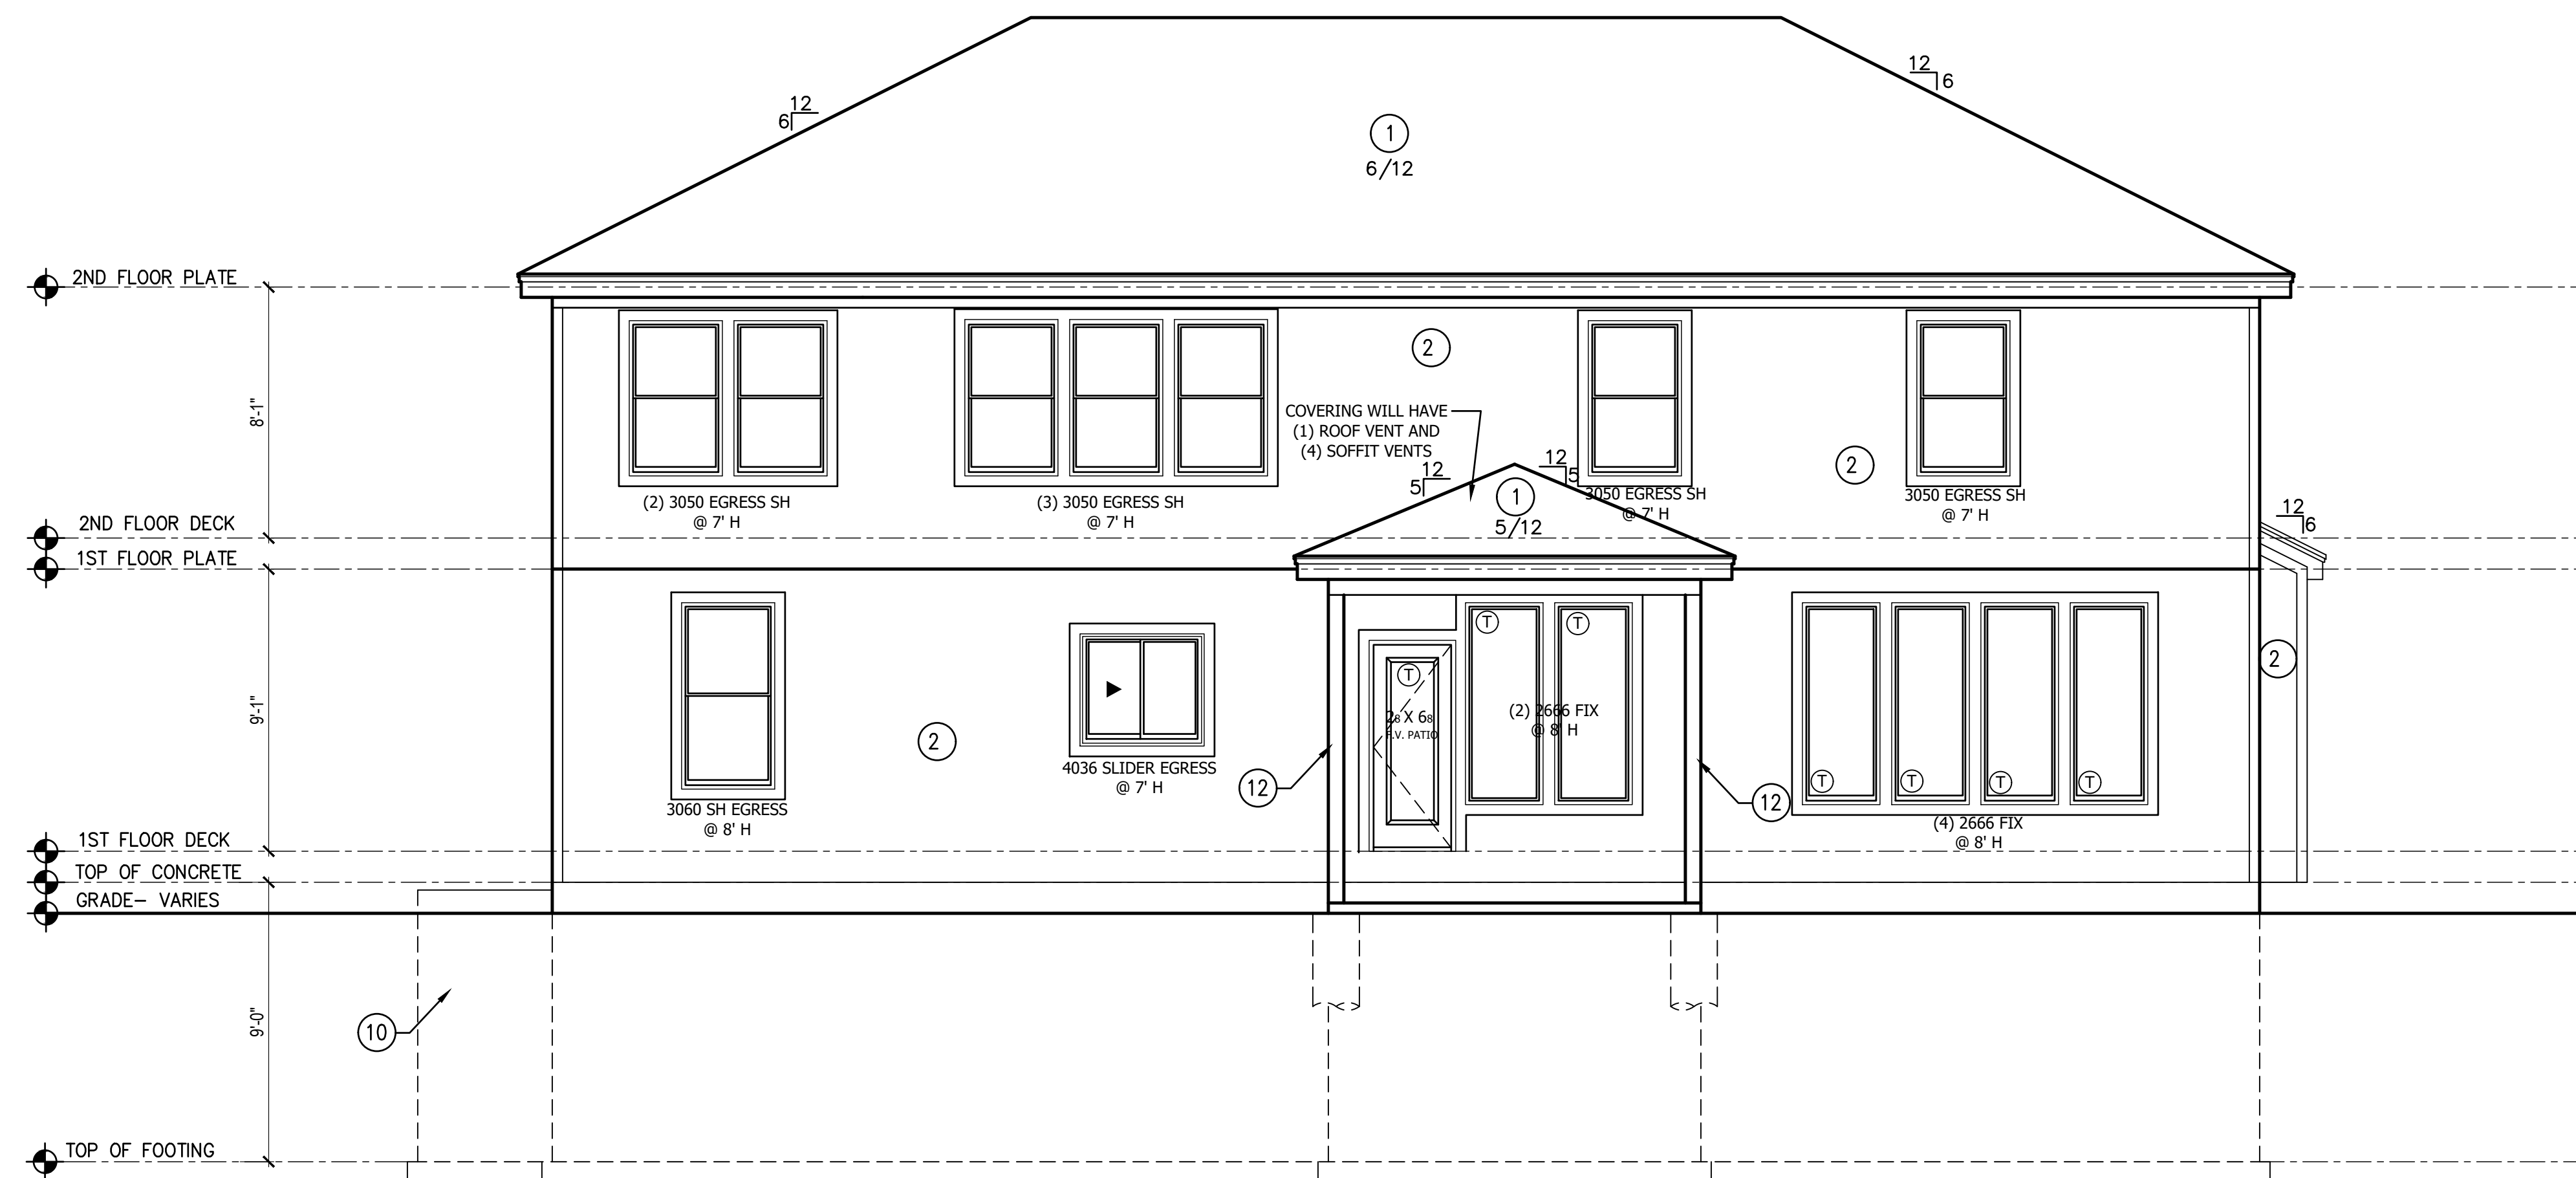 12
6
12
6
1
6/12
2ND FLOOR PLATE
2
8'-1"
COVERING WILL HAVE
(1) ROOF VENT AND
(4) SOFFIT VENTS
12
5
12
5
2
1
5/12
(2) 3050 EGRESS SH
@ 7' H
(3) 3050 EGRESS SH
@ 7' H
3050 EGRESS SH
@ 7' H
3050 EGRESS SH
@ 7' H
12
6
2ND FLOOR DECK
1ST FLOOR PLATE
T
T
T
2
9'-1"
28 X 68
F.V. PATIO
(2) 2666 FIX
@ 8' H
2
4036 SLIDER EGRESS
@ 7' H
12
12
T
T
T
T
3060 SH EGRESS
@ 8' H
(4) 2666 FIX
@ 8' H
1ST FLOOR DECK
TOP OF CONCRETE
GRADE- VARIES
9'-0"
10
TOP OF FOOTING